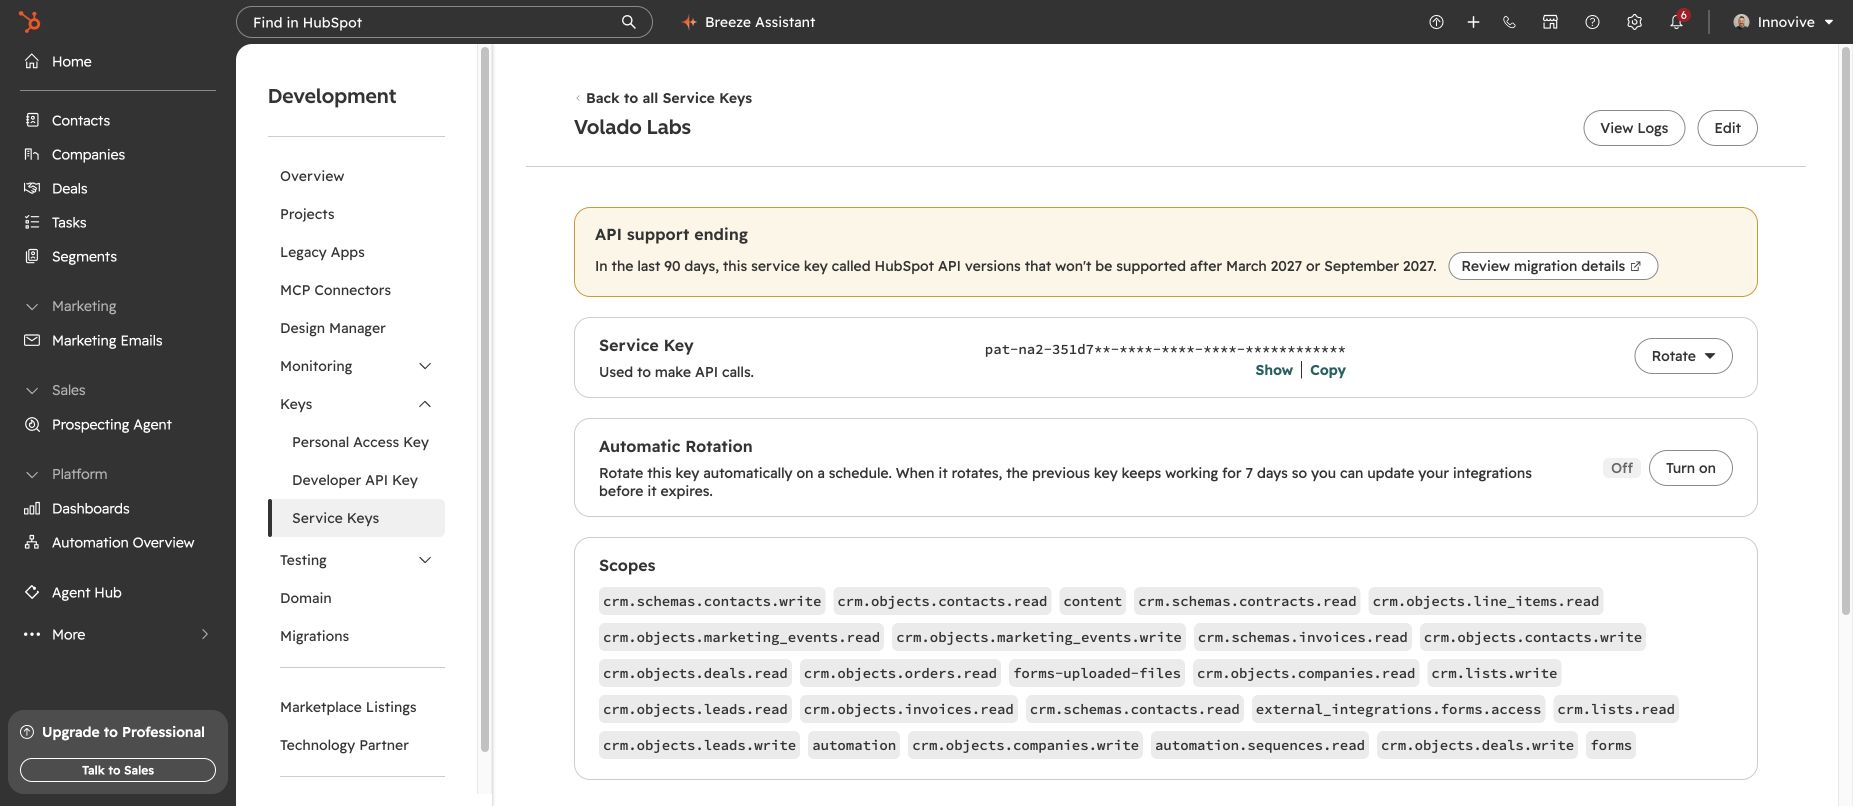 Find in HubSpot
Breeze Assistant
6
Innovive
Home
Contacts
Companies
Deals
Tasks
Segments
Marketing
Marketing Emails
Sales
Prospecting Agent
Platform
Dashboards
Automation Overview
Agent Hub
More
Upgrade to Professional
Talk to Sales
Development
Overview
Projects
Legacy Apps
MCP Connectors
Design Manager
Monitoring
Keys
Personal Access Key
Developer API Key
Service Keys
Testing
Domain
Migrations
Marketplace Listings
Technology Partner
Back to all Service Keys
Volado Labs
View Logs
Edit
API support ending
In the last 90 days, this service key called HubSpot API versions that won't be supported after March 2027 or September 2027. Review migration details
Service Key
Used to make API calls.
pat-na2-351d7**-****-****-****-************
Show | Copy
Rotate
Automatic Rotation
Rotate this key automatically on a schedule. When it rotates, the previous key keeps working for 7 days so you can update your integrations
before it expires.
Off
Turn on
Scopes
crm.schemas.contacts.write crm.objects.contacts.read content crm.schemas.contracts.read crm.objects.line_items.read
crm.objects.marketing_events.read crm.objects.marketing_events.write crm.schemas.invoices.read crm.objects.contacts.write
crm.objects.deals.read crm.objects.orders.read forms-uploaded-files crm.objects.companies.read crm.lists.write
crm.objects.leads.read crm.objects.invoices.read crm.schemas.contacts.read external_integrations.forms.access crm.lists.read
crm.objects.leads.write automation crm.objects.companies.write automation.sequences.read crm.objects.deals.write forms